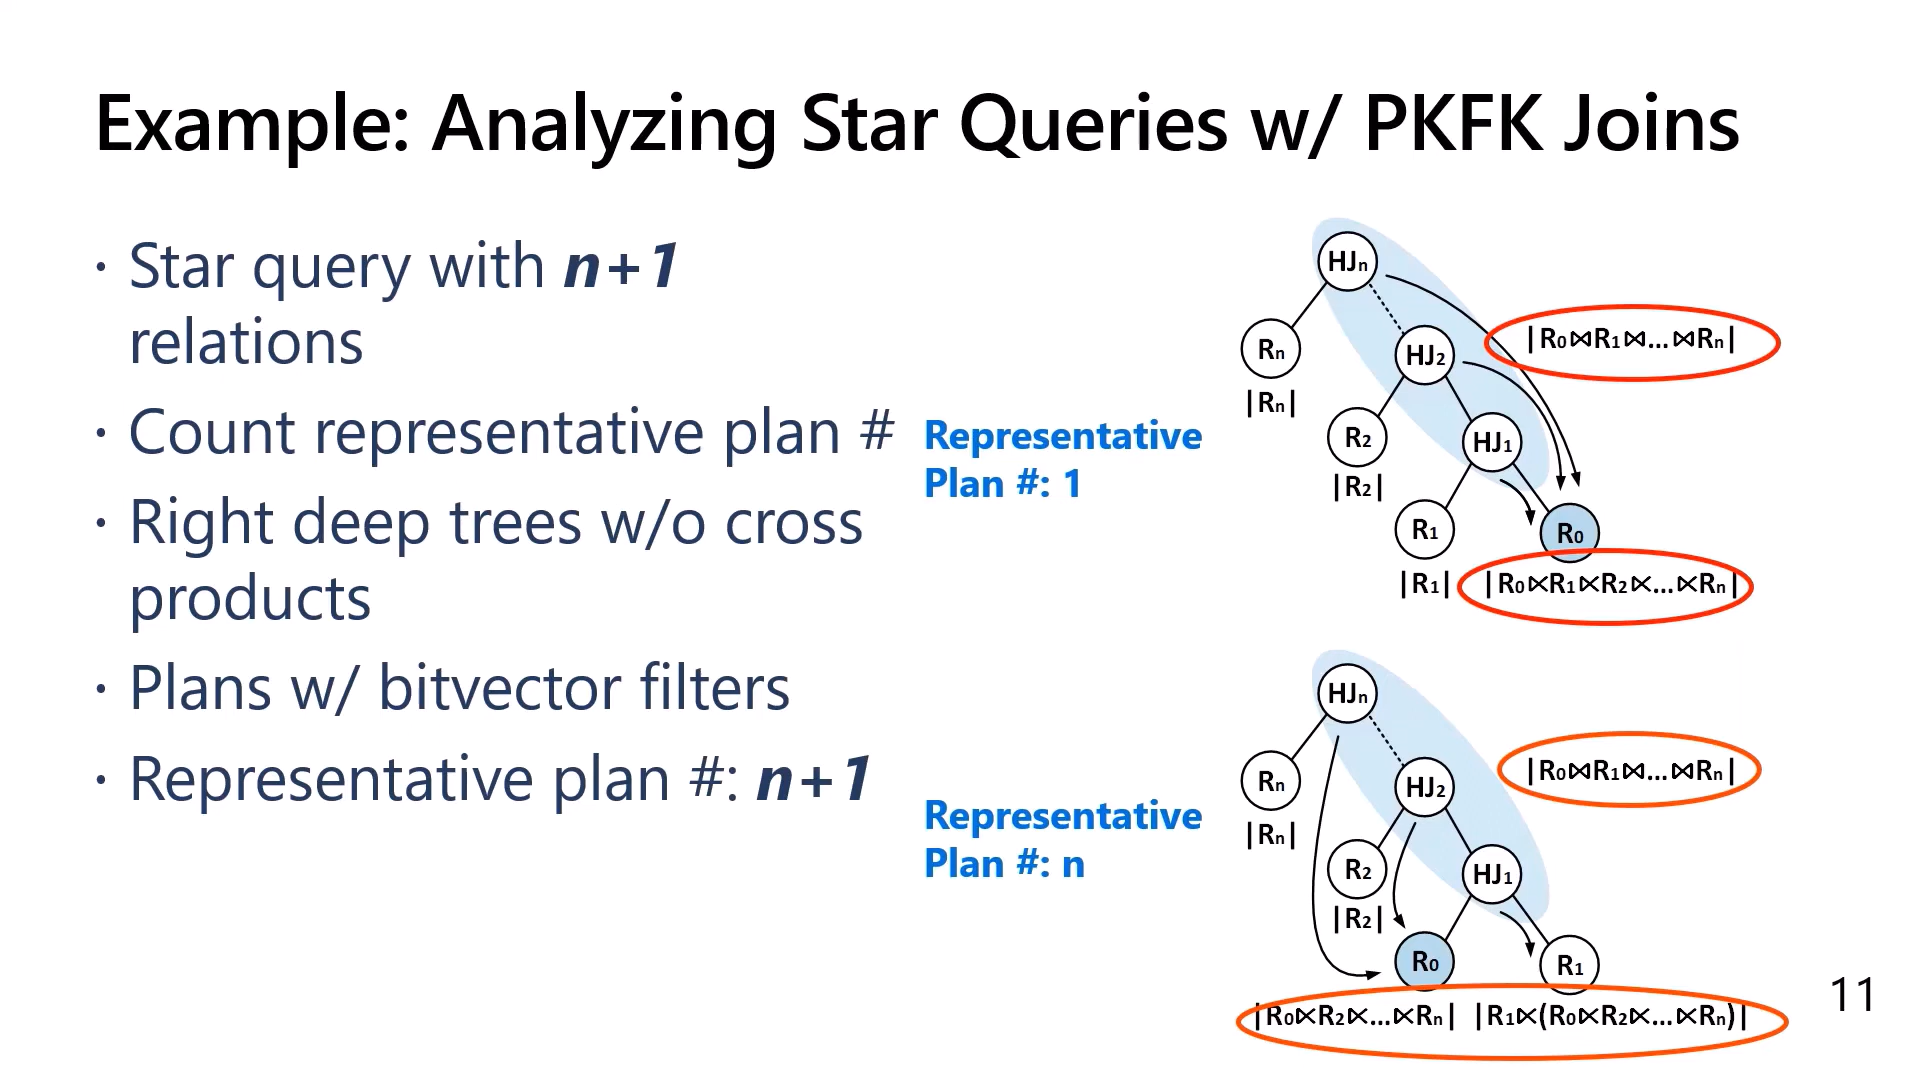 Example: Analyzing Star Queries w/ PKFK Joins
· Star query with n+1
relations
· Count representative plan #
· Right deep trees w/o cross
products
· Plans w/ bitvector filters
· Representative plan #: n+1
Representative
Plan #: 1
HJn
Rn
|Rn|
HJ2
R2
|R2|
HJ1
R1
|R1|
R0
|R0⋈R1⋈...⋈Rn|
|R0⋉R1⋉R2⋉...⋉Rn|
Representative
Plan #: n
HJn
Rn
|Rn|
HJ2
R2
|R2|
HJ1
R0
R1
|R0⋈R1⋈...⋈Rn|
|R0⋉R2⋉...⋉Rn| |R1⋉(R0⋉R2⋉...⋉Rn)|
11